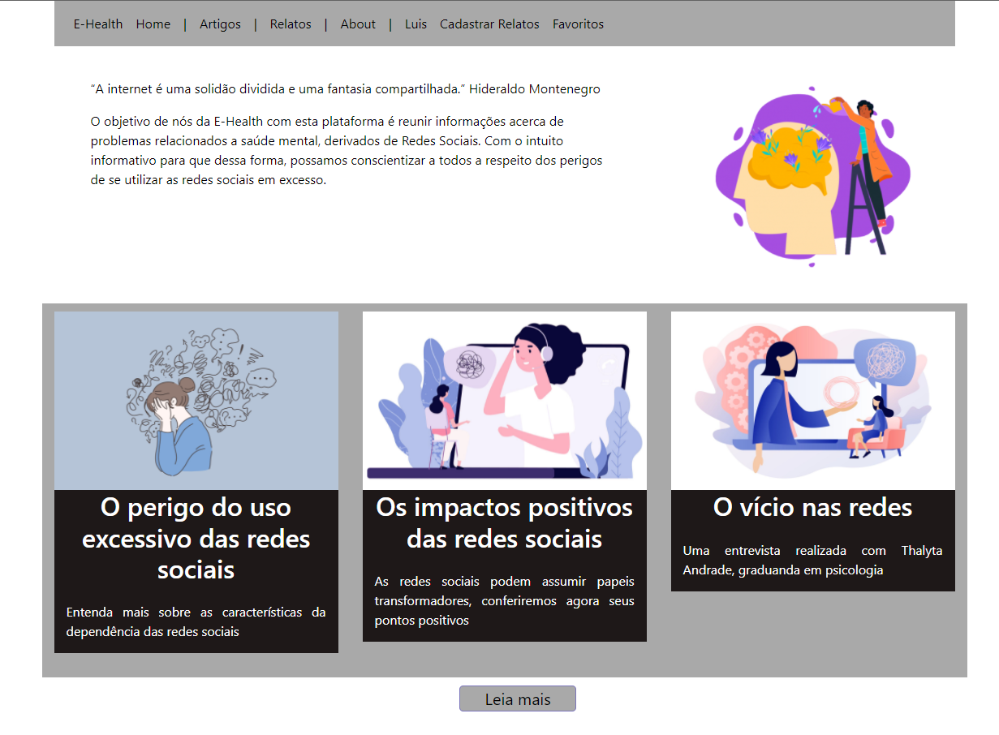 E-Health Home | Artigos | Relatos | About | Luis Cadastrar Relatos Favoritos
“A internet é uma solidão dividida e uma fantasia compartilhada.” Hideraldo Montenegro
O objetivo de nós da E-Health com esta plataforma é reunir informações acerca de
problemas relacionados a saúde mental, derivados de Redes Sociais. Com o intuito
informativo para que dessa forma, possamos conscientizar a todos a respeito dos perigos
de se utilizar as redes sociais em excesso.
O perigo do uso
excessivo das redes
sociais
Entenda mais sobre as características da
dependência das redes sociais
Os impactos positivos
das redes sociais
As redes sociais podem assumir papeis
transformadores, conferiremos agora seus
pontos positivos
O vício nas redes
Uma entrevista realizada com Thalyta
Andrade, graduanda em psicologia
Leia mais